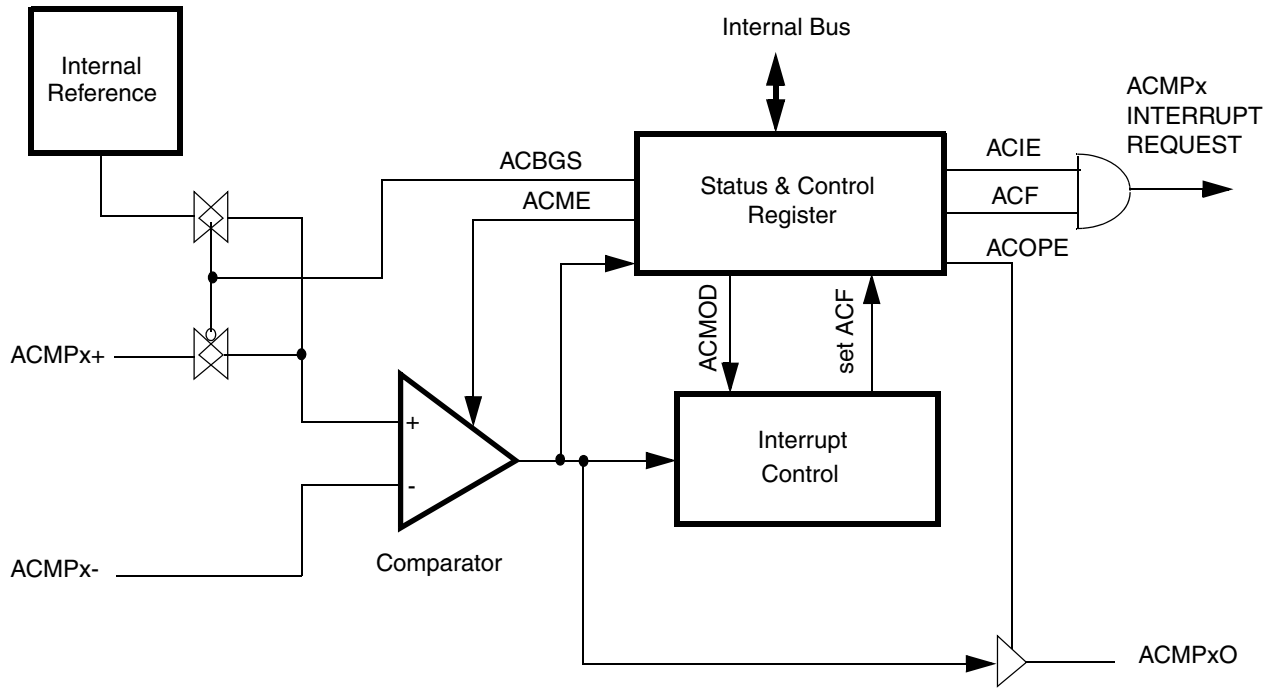 Internal Bus
Internal
Reference
ACMPx
INTERRUPT
REQUEST
ACBGS
ACME
Status & Control
Register
ACIE
ACF
ACOPE
ACMOD
set ACF
ACMPx+
+
-
Interrupt
Control
Comparator
ACMPx-
ACMPxO